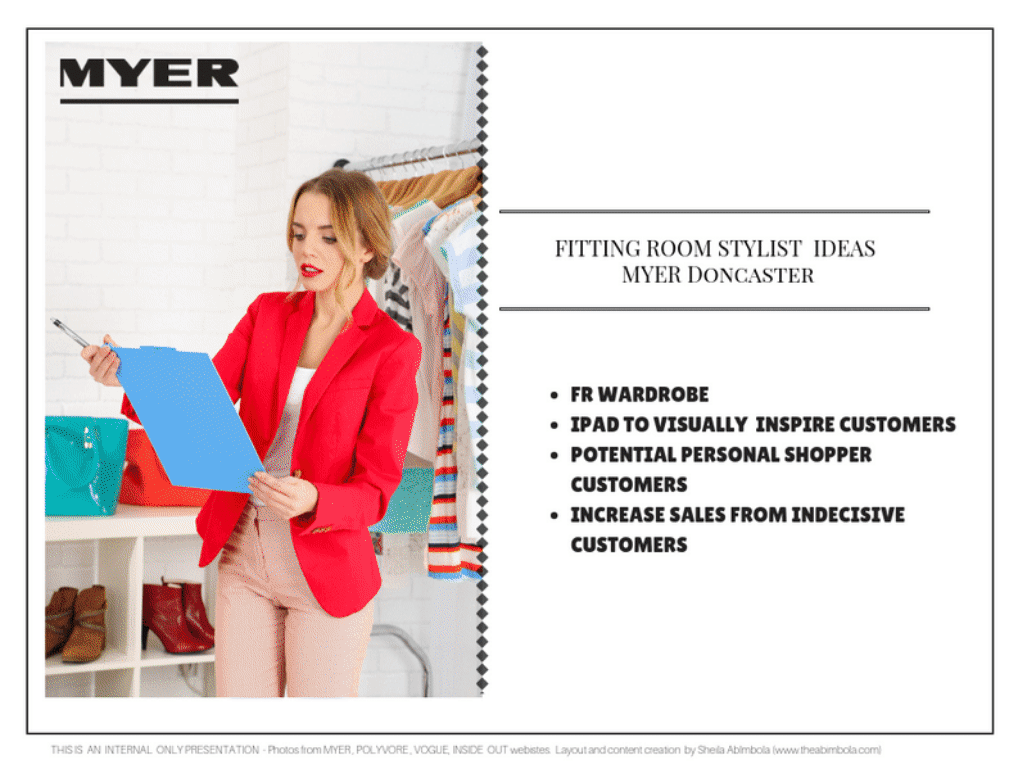 MYER
FITTING ROOM STYLIST IDEAS
MYER DONCASTER
• FR WARDROBE
• IPAD TO VISUALLY INSPIRE CUSTOMERS
• POTENTIAL PERSONAL SHOPPER
CUSTOMERS
• INCREASE SALES FROM INDECISIVE
CUSTOMERS
THIS IS AN INTERNAL ONLY PRESENTATION - Photos from MYER, POLYVORE, VOGUE, INSIDE OUT webistes. Layout and content creation by Sheila AbImbola (www.theabimbola.com)